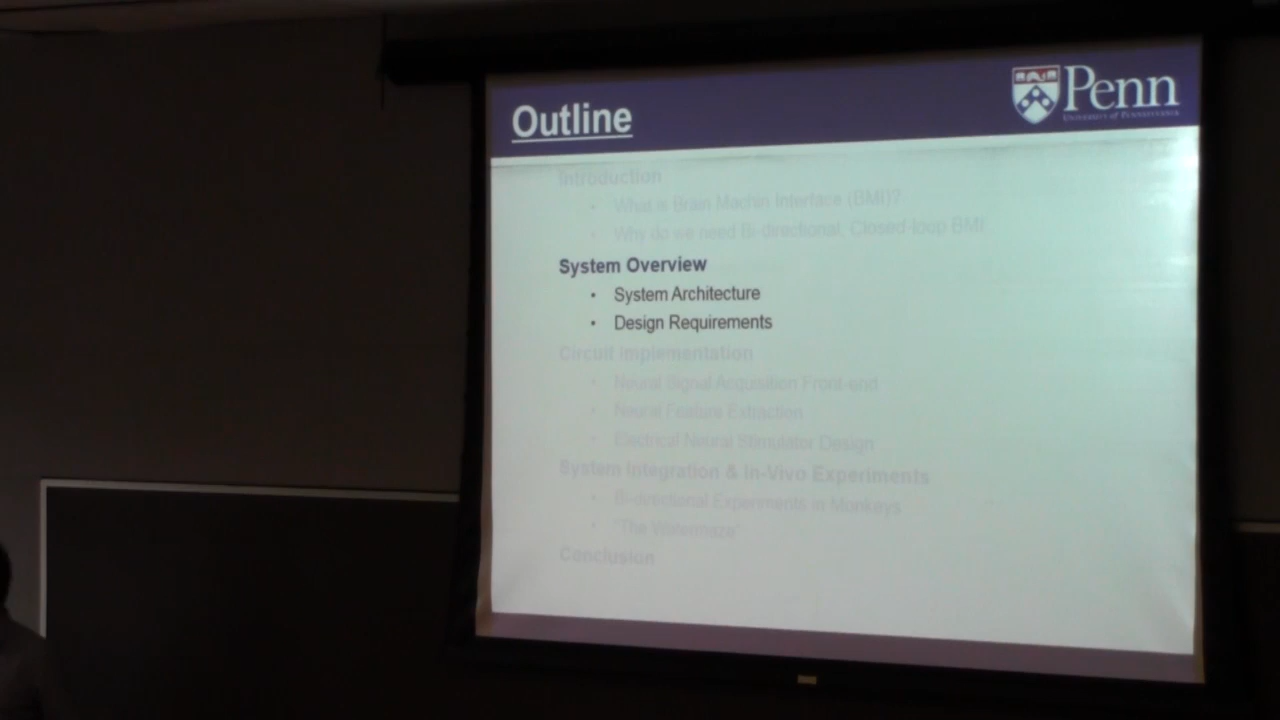 Outline
Penn
UNIVERSITY of PENNSYLVANIA
Introduction
• What is Brain Machin Interface (BMI)?
• Why do we need Bi-directional, Closed-loop BMI
System Overview
• System Architecture
• Design Requirements
Circuit Implementation
• Neural Signal Acquisition Front-end
• Neural Feature Extraction
• Electrical Neural Stimulator Design
System Integration & In-Vivo Experiments
• Bi-directional Experiments in Monkeys
• "The Watermaze"
Conclusion